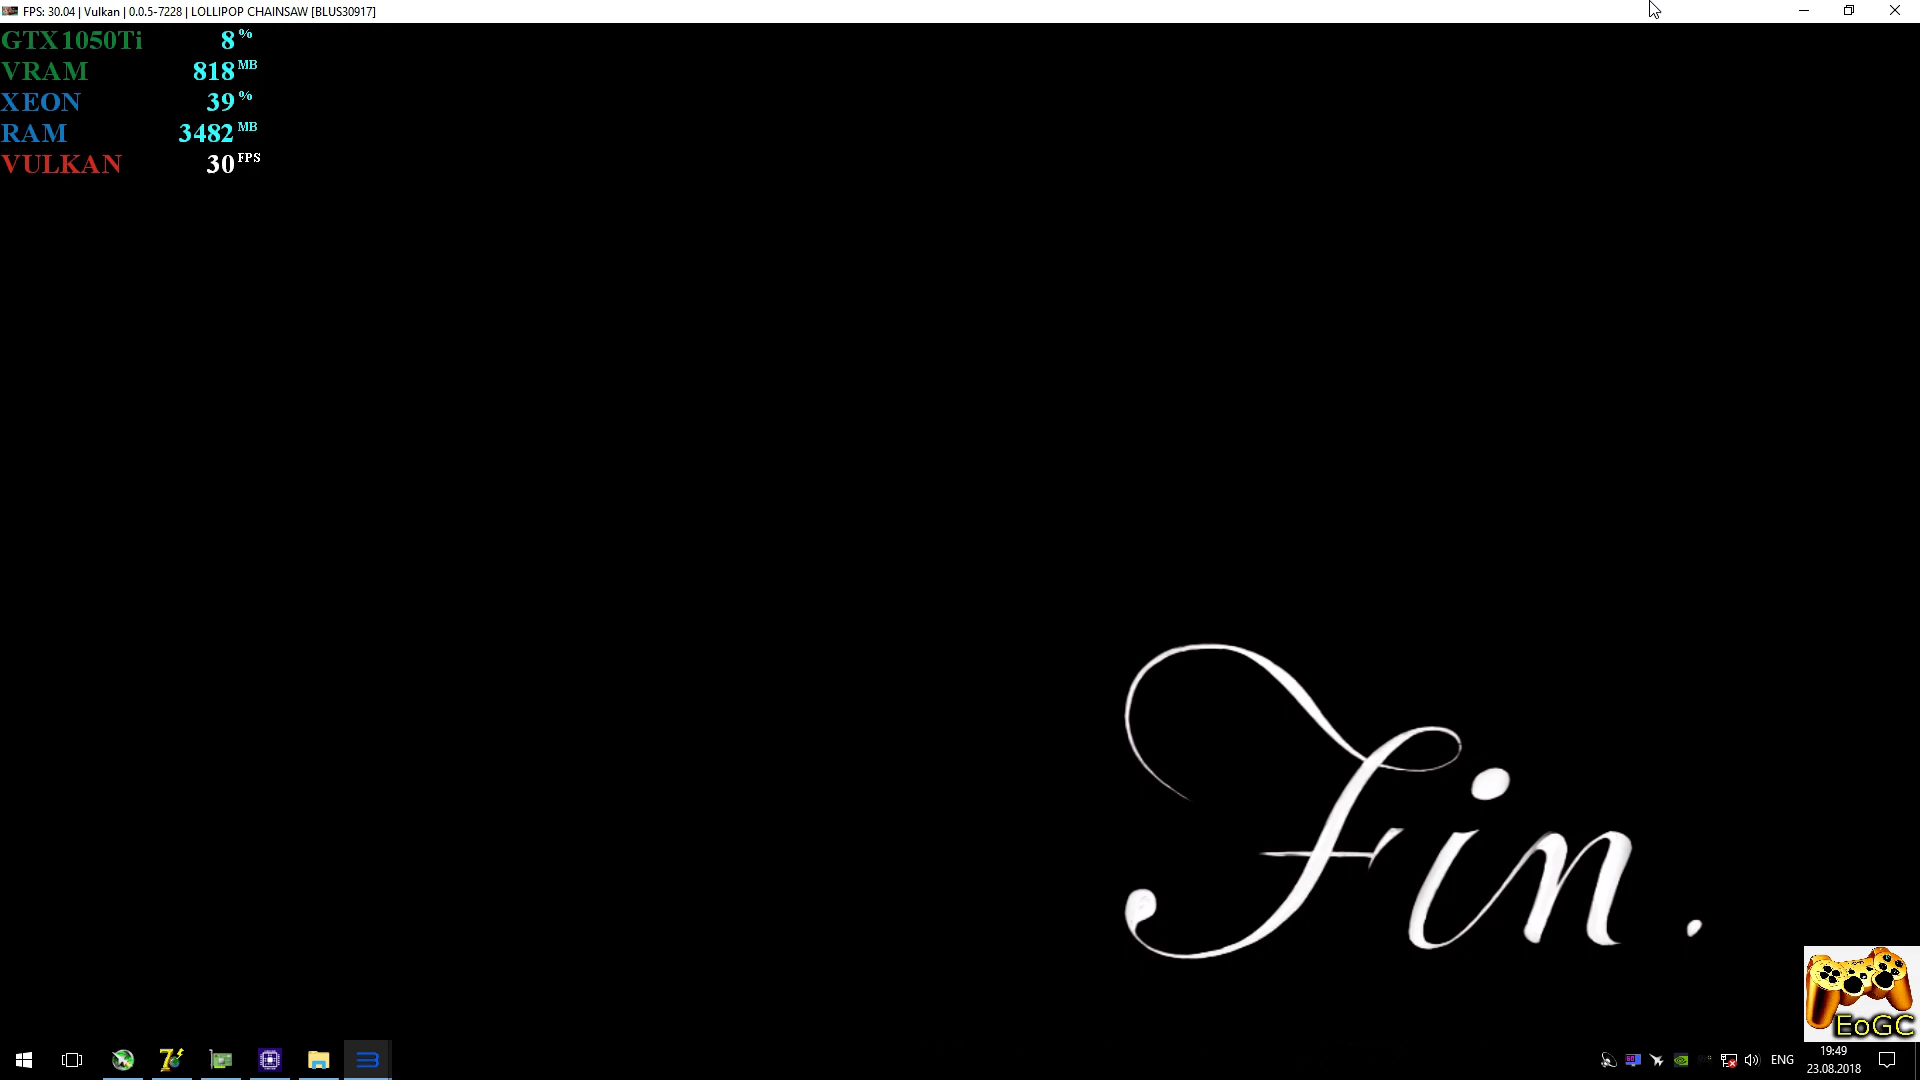 FPS: 30.04 | Vulkan | 0.0.5-7228 | LOLLIPOP CHAINSAW [BLUS30917]
GTX1050Ti 8 %
VRAM 818 MB
XEON 39 %
RAM 3482 MB
VULKAN 30 FPS
Fin.
EoGC
ENG
19:49
23.08.2018